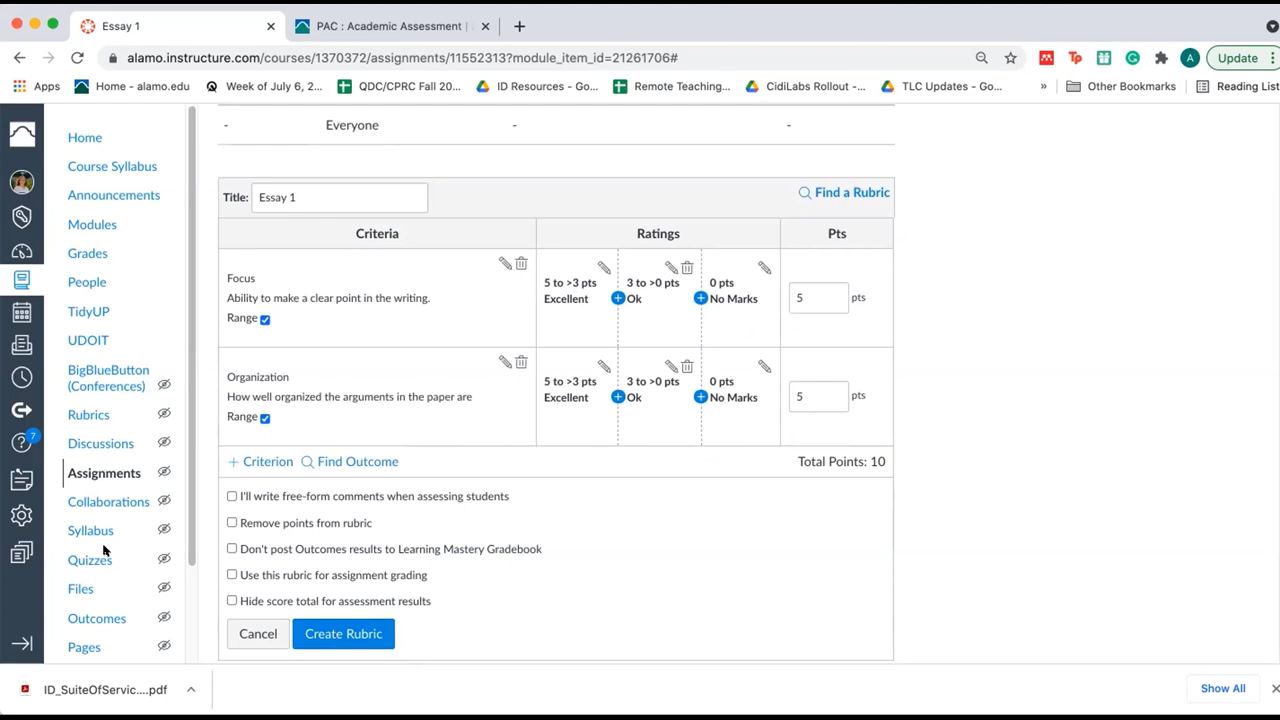 Essay 1
PAC : Academic Assessment |
alamo.instructure.com/courses/1370372/assignments/11552313?module_item_id=21261706#
A
Update
Apps
Home - alamo.edu
Week of July 6, 2...
QDC/CPRC Fall 20...
ID Resources - Go...
Remote Teaching...
CidiLabs Rollout -...
TLC Updates - Go...
»
Other Bookmarks
Reading List
Home
Course Syllabus
Announcements
Modules
Grades
People
TidyUP
UDOIT
BigBlueButton
(Conferences)
Rubrics
Discussions
Assignments
Collaborations
Syllabus
Quizzes
Files
Outcomes
Pages
7
- Everyone - -
Title: Essay 1
Find a Rubric
Criteria Ratings Pts
Focus
Ability to make a clear point in the writing.
Range
5 to >3 pts
Excellent
3 to >0 pts
Ok
0 pts
No Marks
5 pts
Organization
How well organized the arguments in the paper are
Range
5 to >3 pts
Excellent
3 to >0 pts
Ok
0 pts
No Marks
5 pts
+ Criterion Find Outcome Total Points: 10
I'll write free-form comments when assessing students
Remove points from rubric
Don't post Outcomes results to Learning Mastery Gradebook
Use this rubric for assignment grading
Hide score total for assessment results
Cancel Create Rubric
ID_SuiteOfServic....pdf
Show All